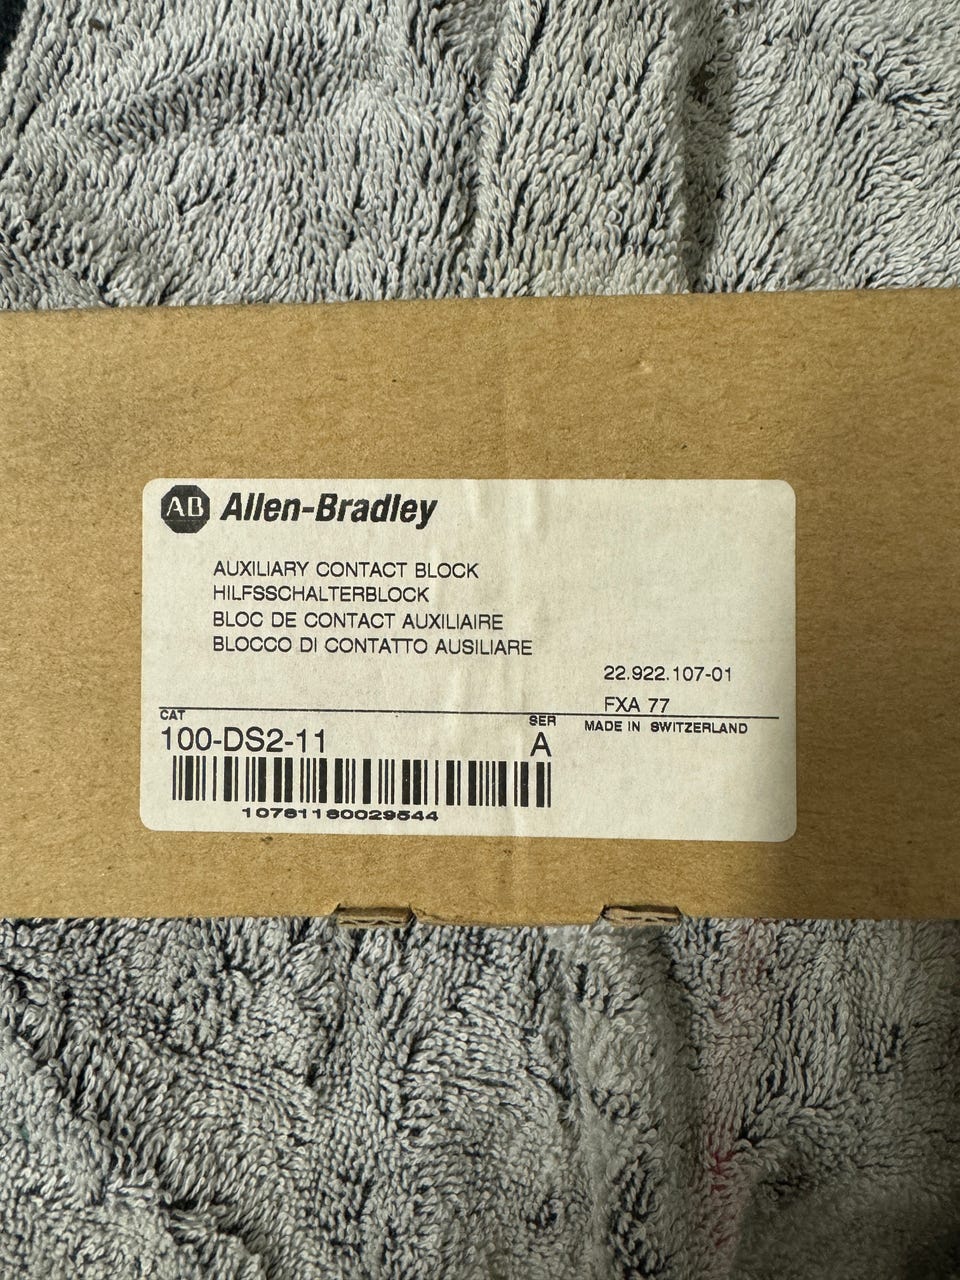 AB Allen-Bradley
AUXILIARY CONTACT BLOCK
HILFSSCHALTERBLOCK
BLOC DE CONTACT AUXILIAIRE
BLOCCO DI CONTATTO AUSILIARE
22.922.107-01
FXA 77
CAT
SER
MADE IN SWITZERLAND
100-DS2-11
A
10781180029544